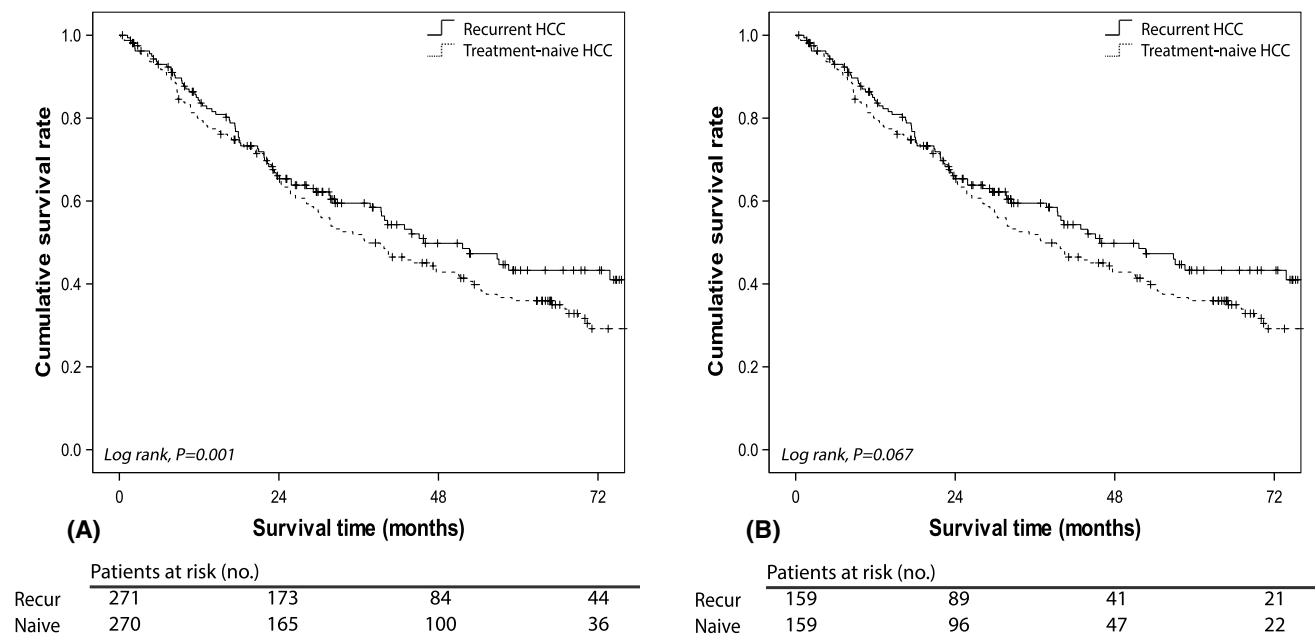 Recurrent HCC
Treatment-naive HCC
1.0
0.8
0.6
0.4
0.2
0.0
Cumulative survival rate
Log rank, P=0.001
0 24 48 72
(A) Survival time (months)
Patients at risk (no.)
Recur 271 173 84 44
Naive 270 165 100 36
Recurrent HCC
Treatment-naive HCC
1.0
0.8
0.6
0.4
0.2
0.0
Cumulative survival rate
Log rank, P=0.067
0 24 48 72
(B) Survival time (months)
Patients at risk (no.)
Recur 159 89 41 21
Naive 159 96 47 22